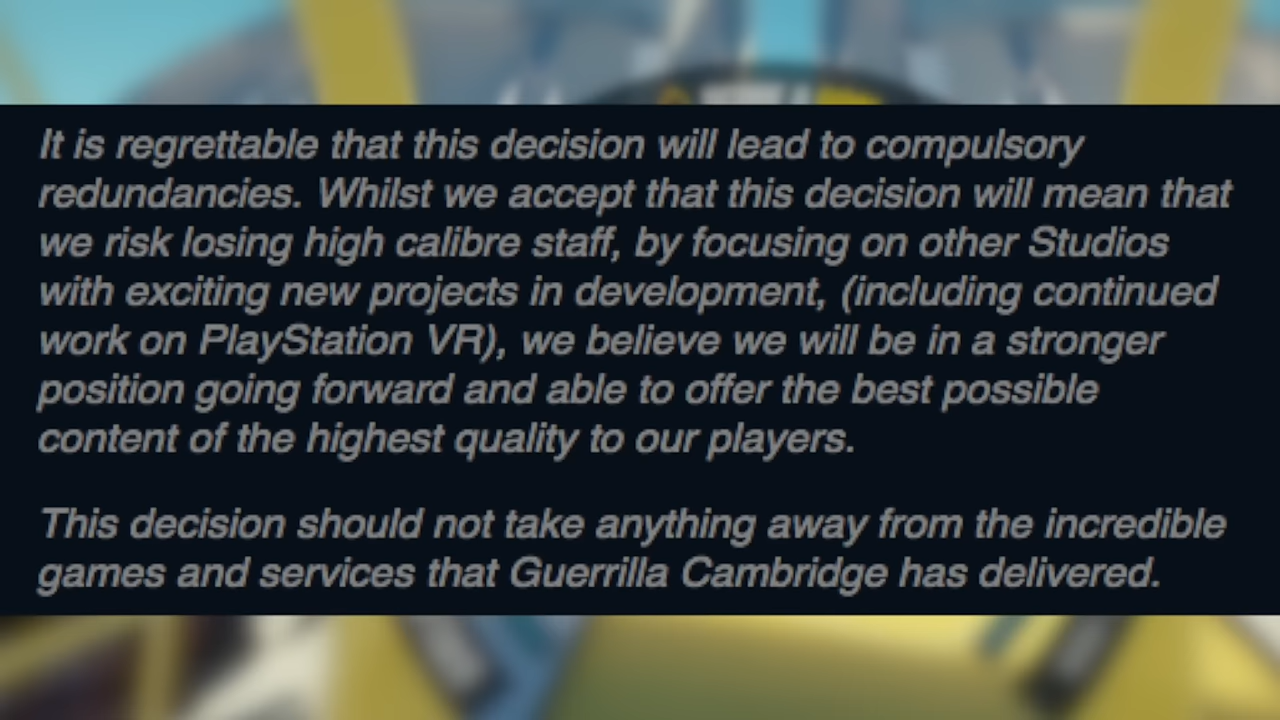 It is regrettable that this decision will lead to compulsory
redundancies. Whilst we accept that this decision will mean that
we risk losing high calibre staff, by focusing on other Studios
with exciting new projects in development, (including continued
work on PlayStation VR), we believe we will be in a stronger
position going forward and able to offer the best possible
content of the highest quality to our players.
This decision should not take anything away from the incredible
games and services that Guerrilla Cambridge has delivered.